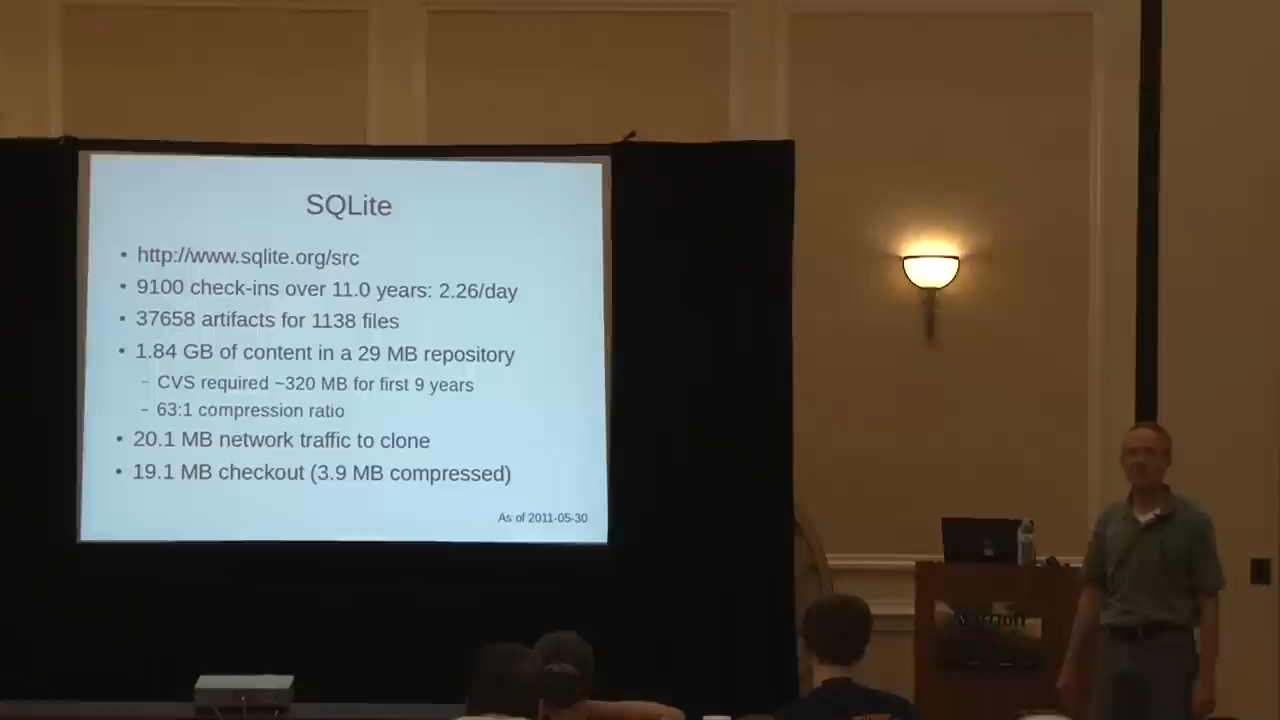 SQLite
• http://www.sqlite.org/src
• 9100 check-ins over 11.0 years: 2.26/day
• 37658 artifacts for 1138 files
• 1.84 GB of content in a 29 MB repository
– CVS required ~320 MB for first 9 years
– 63:1 compression ratio
• 20.1 MB network traffic to clone
• 19.1 MB checkout (3.9 MB compressed)
As of 2011-05-30